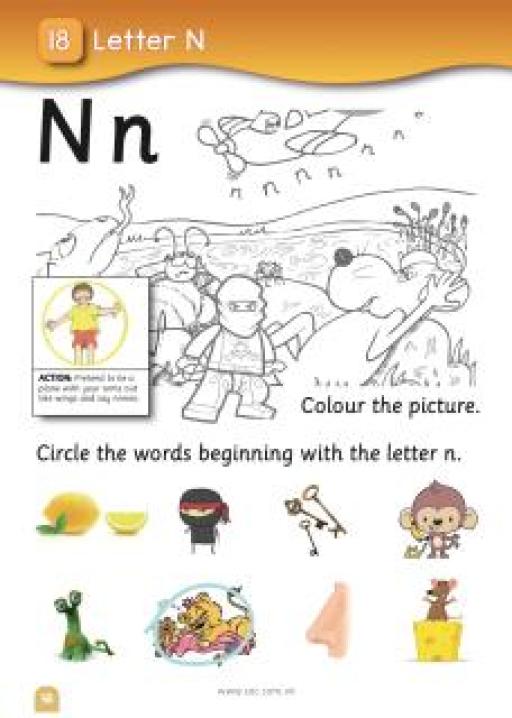 18 Letter N
N n
n n n n n n n
ACTION: Pretend to be a
plane with your arms out
like wings and say nnnnn.
Colour the picture.
Circle the words beginning with the letter n.